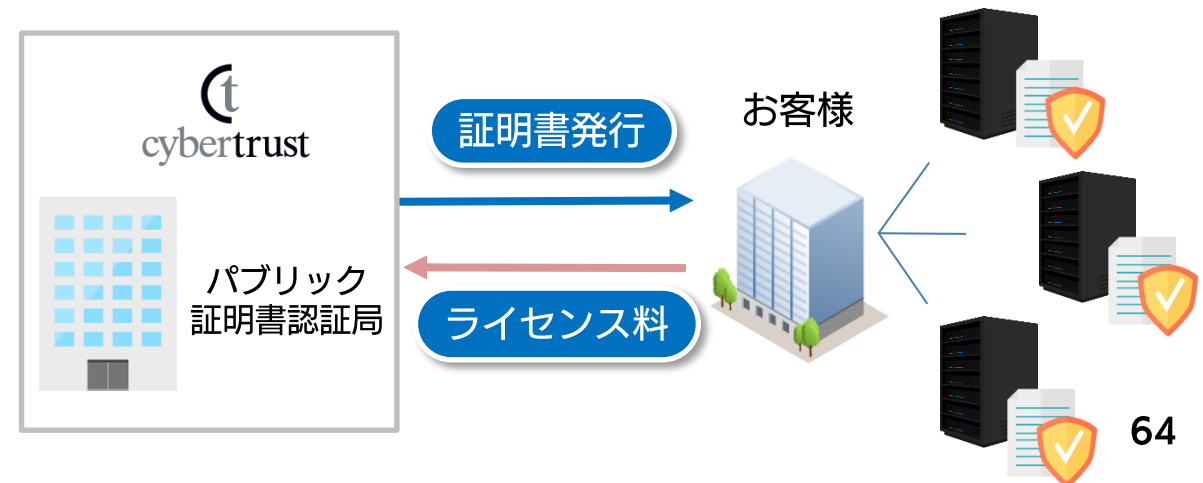 cybertrust
パブリック
証明書認証局
証明書発行
ライセンス料
お客様
64